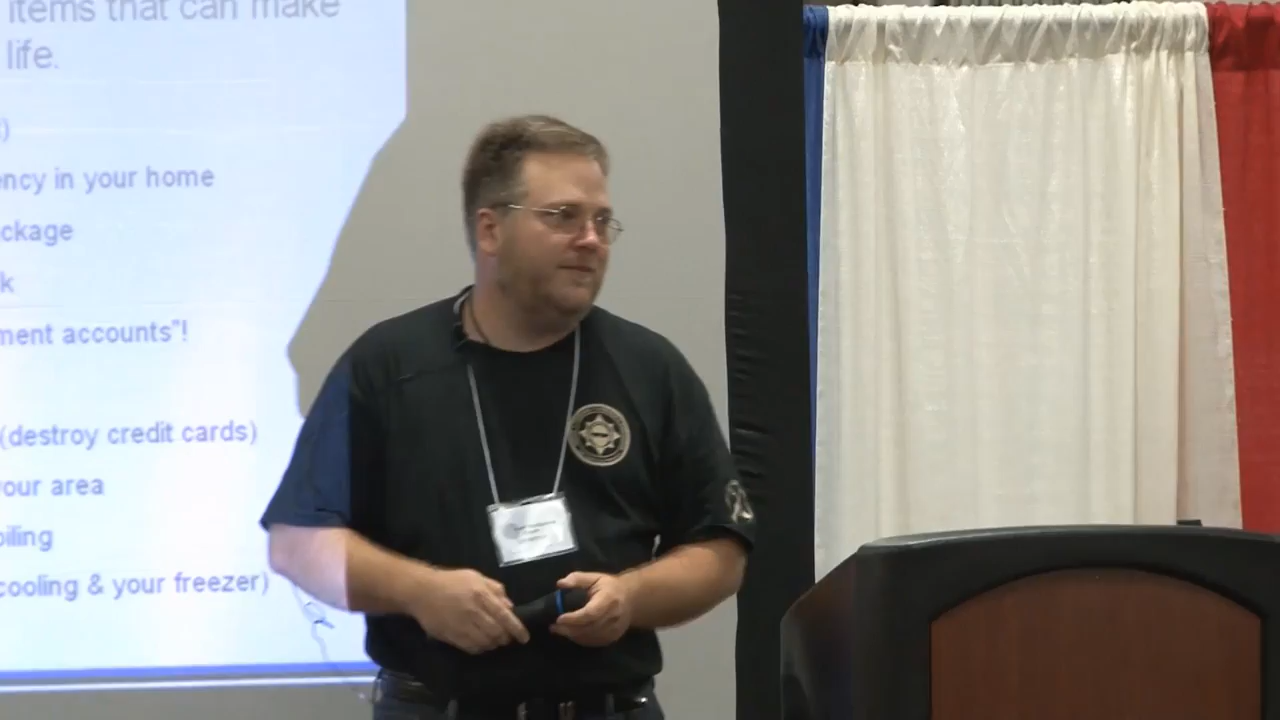 items that can make
life.
)
ency in your home
ckage
k
ment accounts"!
(destroy credit cards)
our area
oiling
cooling & your freezer)